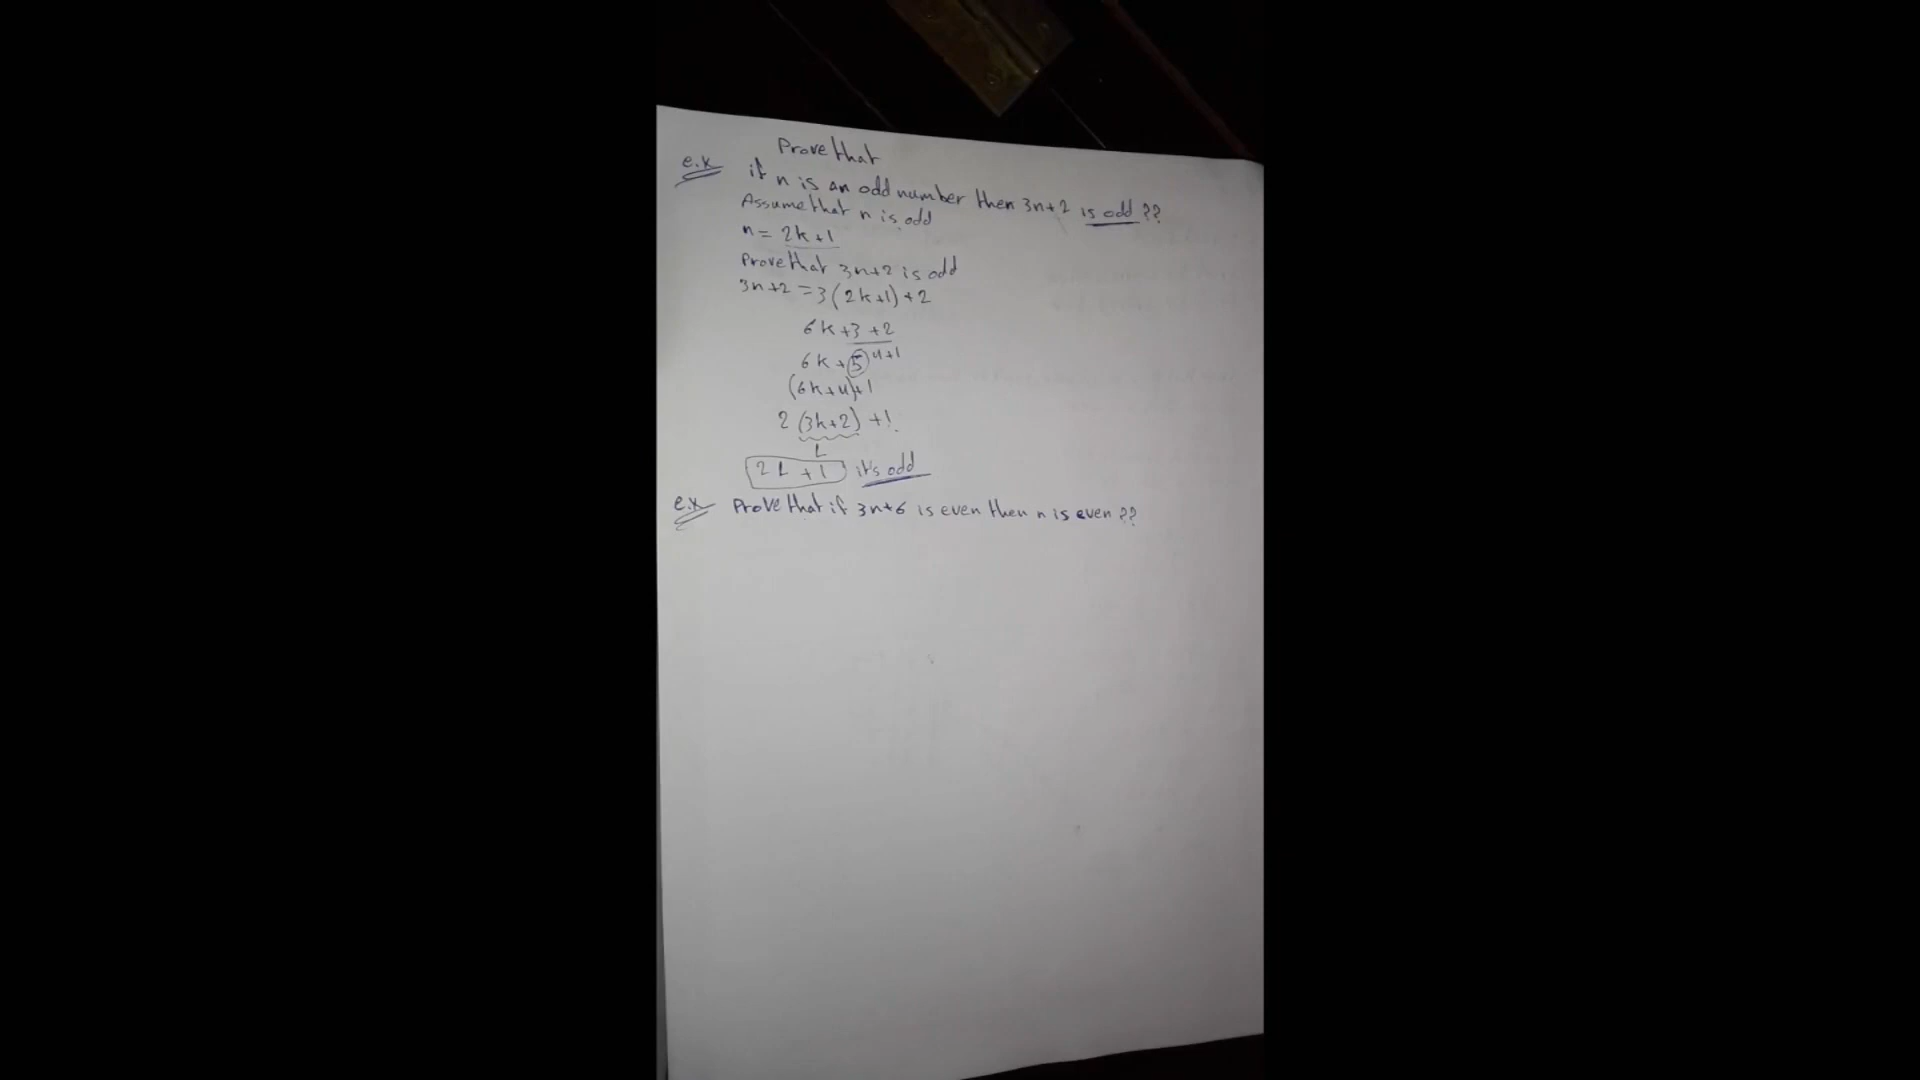 Prove that
e.x if n is an odd number then 3n+2 is odd ??
Assume that n is odd
n = 2k+1
Prove that 3n+2 is odd
3n+2 = 3(2k+1)+2
6k+3+2
6k+5 4+1
(6k+4)+1
2(3k+2)+1
L
2L+1 it's odd
e.x Prove that if 3n+6 is even then n is even ??